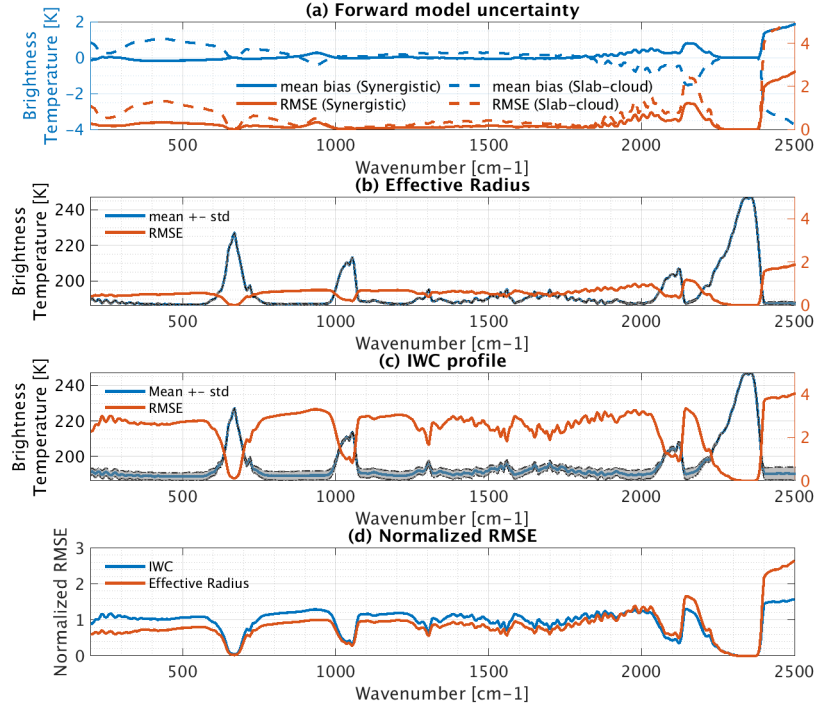 (a) Forward model uncertainty
Brightness
Temperature [K]
2
0
-2
-4
4
2
0
mean bias (Synergistic)
mean bias (Slab-cloud)
RMSE (Synergistic)
RMSE (Slab-cloud)
500
1000
1500
2000
2500
Wavenumber [cm-1]
(b) Effective Radius
Brightness
Temperature [K]
240
220
200
4
2
0
mean +- std
RMSE
500
1000
1500
2000
2500
Wavenumber [cm-1]
(c) IWC profile
Brightness
Temperature [K]
240
220
200
4
2
0
Mean +- std
RMSE
500
1000
1500
2000
2500
Wavenumber [cm-1]
(d) Normalized RMSE
Normalized RMSE
3
2
1
0
IWC
Effective Radius
500
1000
1500
2000
2500
Wavenumber [cm-1]